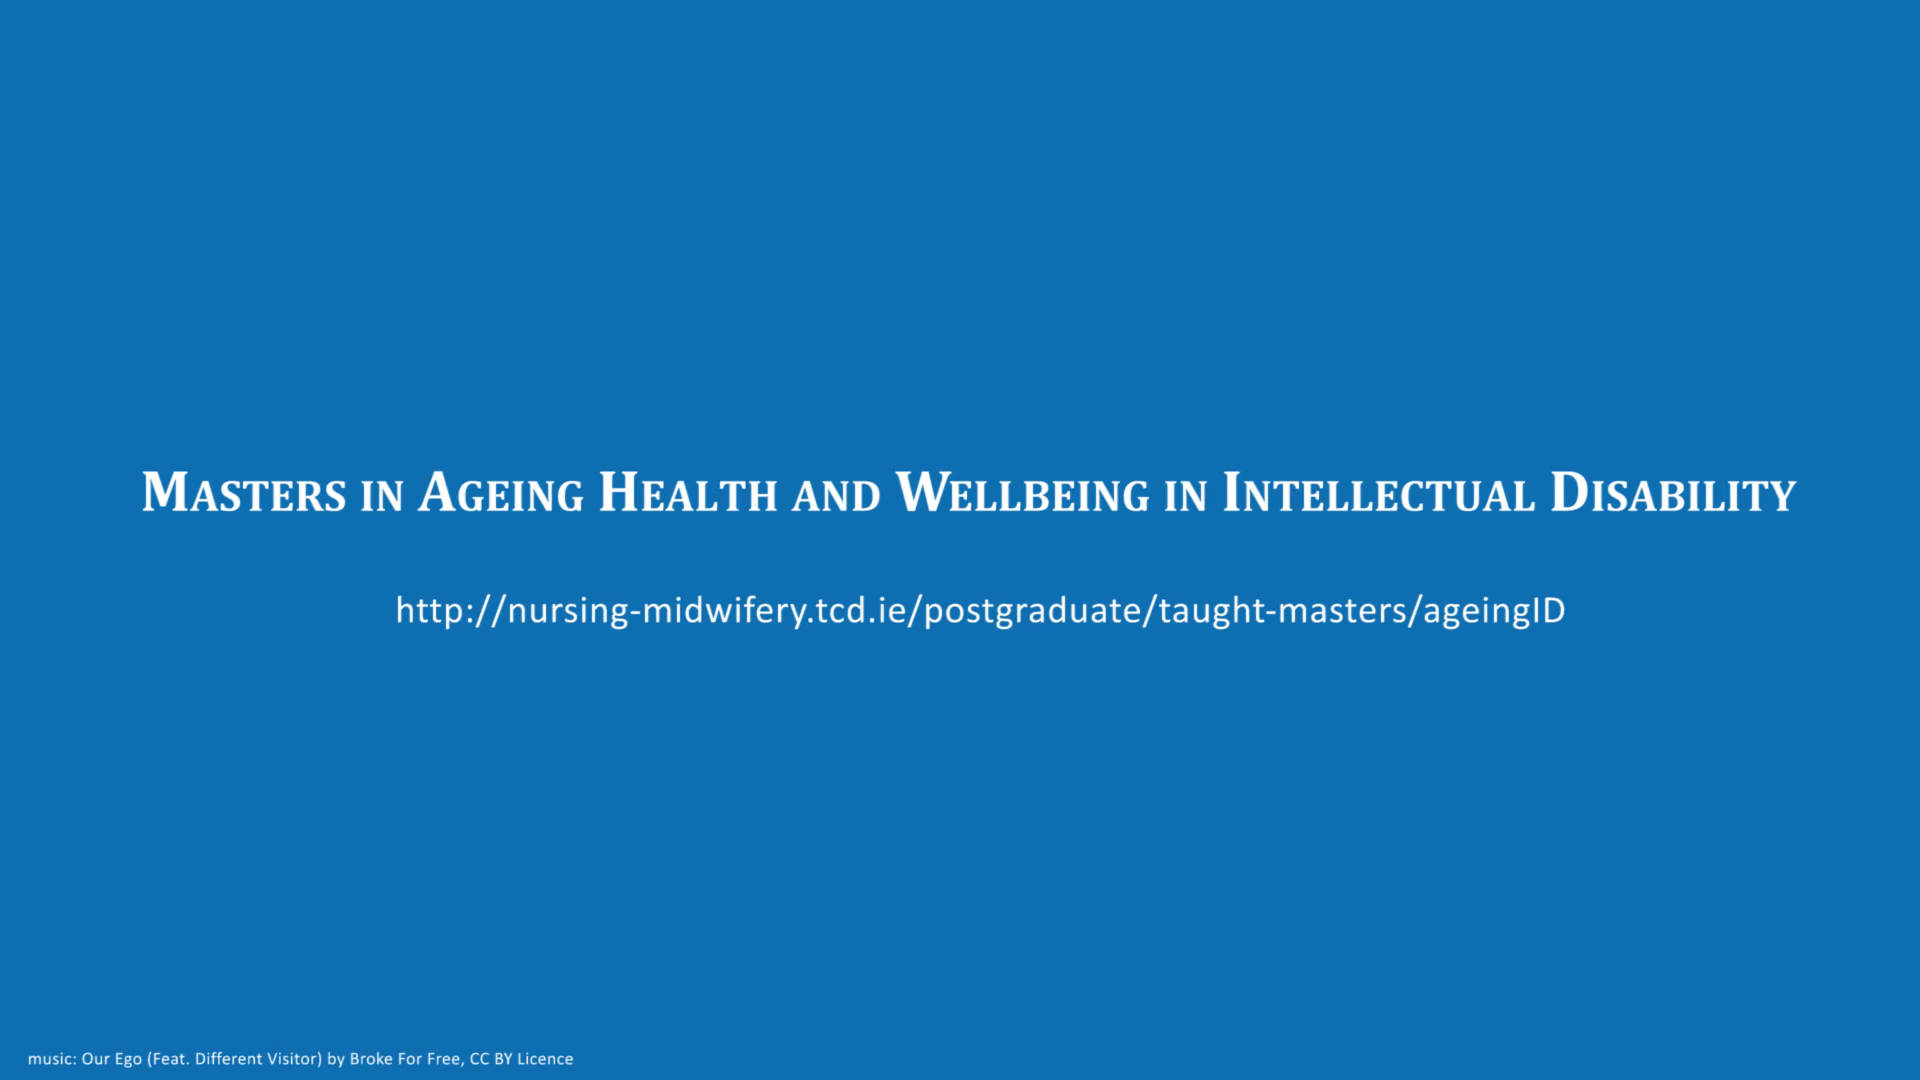 Masters in Ageing Health and Wellbeing in Intellectual Disability
http://nursing-midwifery.tcd.ie/postgraduate/taught-masters/ageingID
music: Our Ego (Feat. Different Visitor) by Broke For Free, CC BY Licence